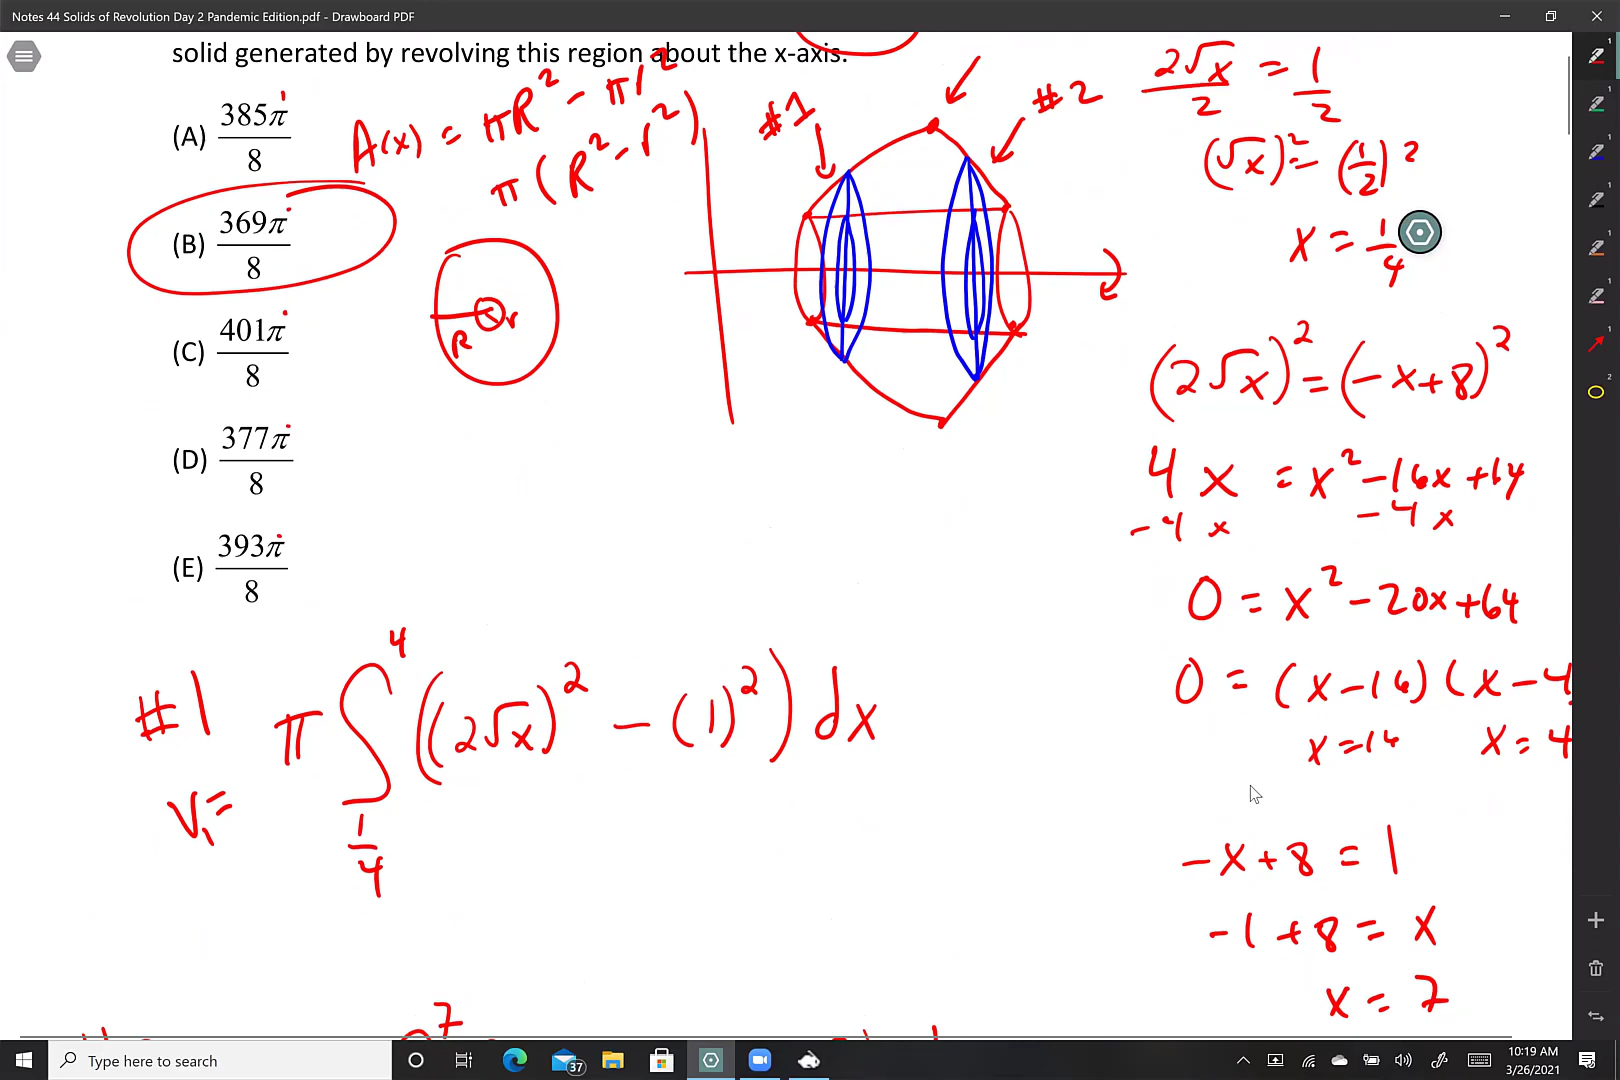 Notes 44 Solids of Revolution Day 2 Pandemic Edition.pdf - Drawboard PDF
solid generated by revolving this region about the x-axis.
(A) 385π/8
(B) 369π/8
(C) 401π/8
(D) 377π/8
(E) 393π/8
A(x) = πR² - πr²
π(R² - r²)
R r
#1
#2
2√x/2 = 1/2
(√x)² = (1/2)²
x = 1/4
(2√x)² = (-x+8)²
4x = x² -16x +64
-4x -4x
0 = x² - 20x + 64
0 = (x-16)(x-4
x = 16 x = 4
-x + 8 = 1
-1 + 8 = x
x = 7
#1 π ∫ 1/4 4 ((2√x)² - (1)²) dx
V₁ =
7
Type here to search
37
10:19 AM
3/26/2021